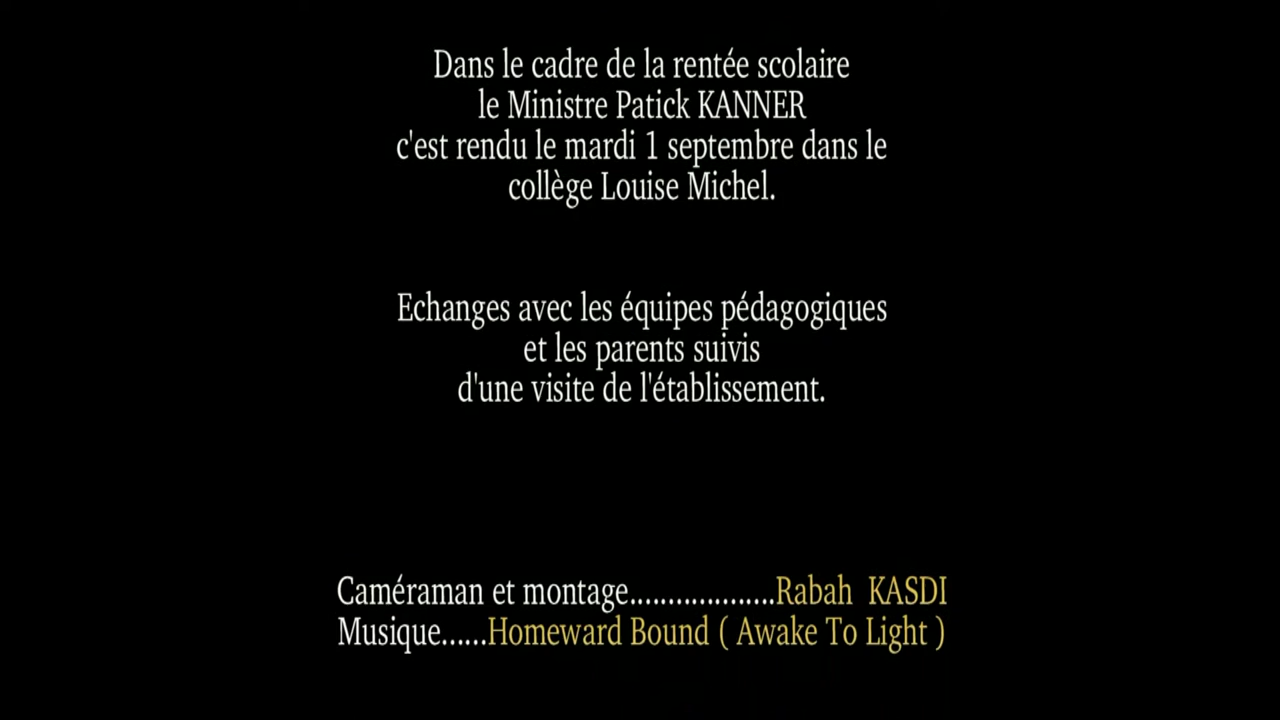 Dans le cadre de la rentée scolaire
le Ministre Patick KANNER
c'est rendu le mardi 1 septembre dans le
collège Louise Michel.
Echanges avec les équipes pédagogiques
et les parents suivis
d'une visite de l'établissement.
Caméraman et montage...................Rabah KASDI
Musique......Homeward Bound ( Awake To Light )